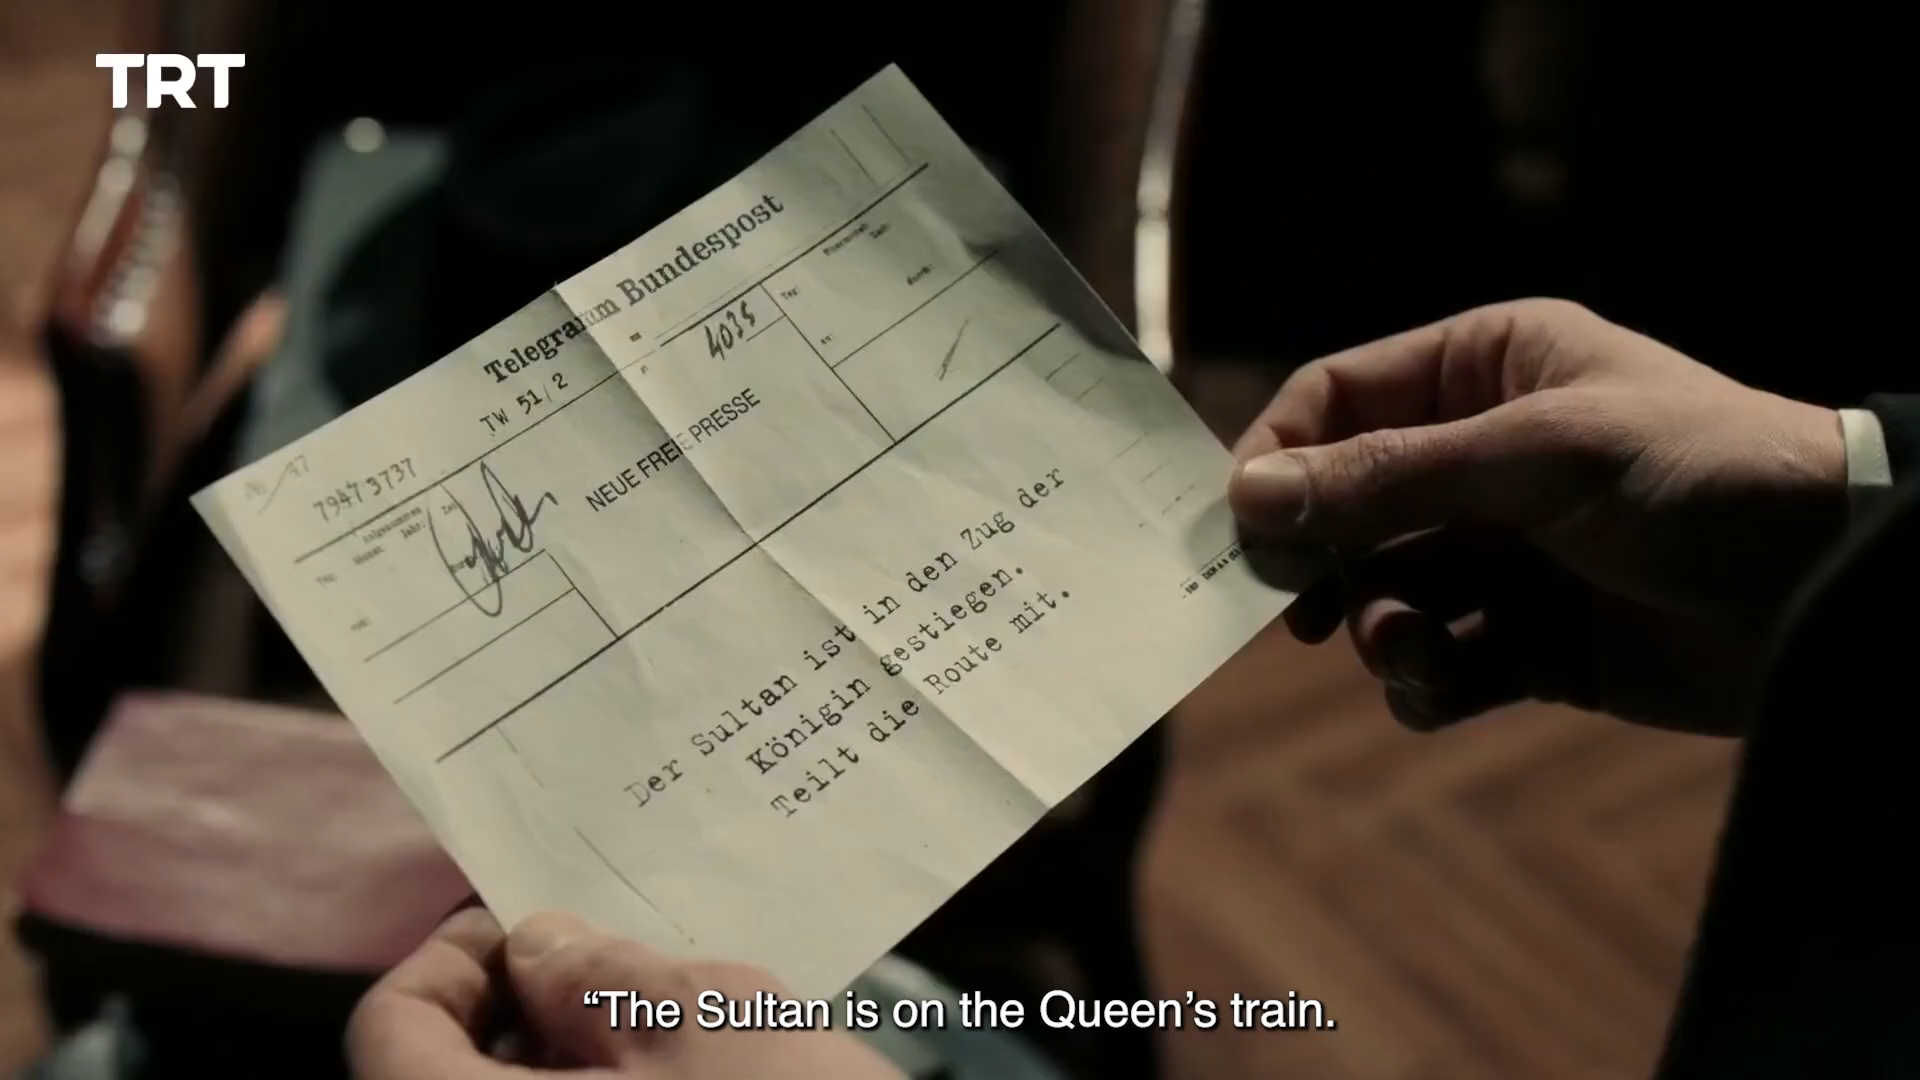 TRT
Telegramm Bundespost
TW 51/2
4035
7947 3737
NEUE FREIE PRESSE
Tag:
Der Sultan ist in den Zug der
Königin gestiegen.
Teilt die Route mit.
“The Sultan is on the Queen’s train.